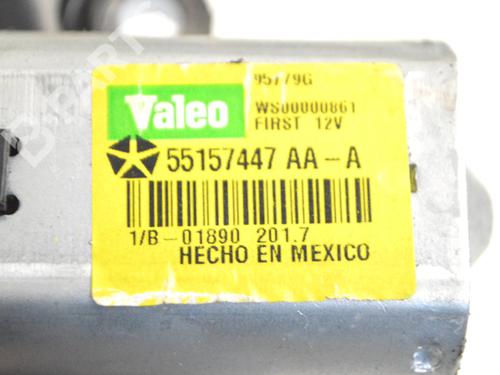 95779G
Valeo
WS00000861
FIRST 12V
55157447 AA-A
1/B-01890 201.7
HECHO EN MEXICO